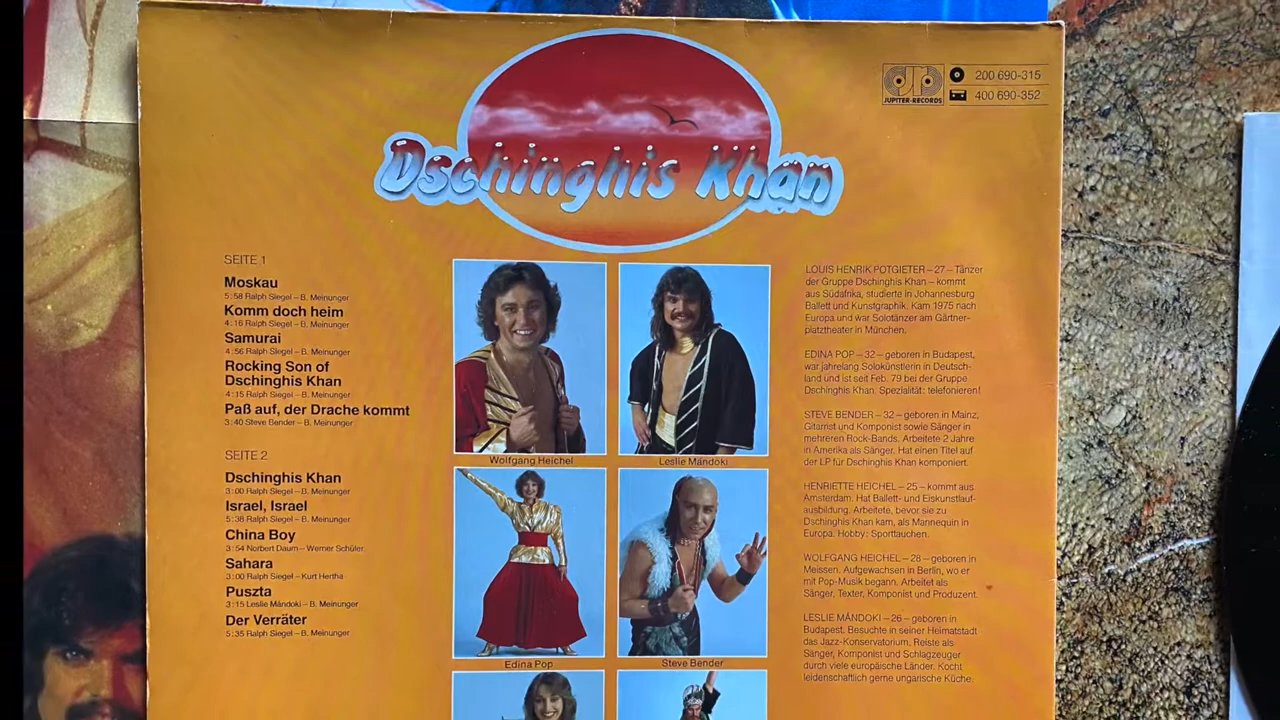 Dschinghis Khan
JUPITER-RECORDS
200 690-315
400 690-352
SEITE 1
Moskau
5:58 Ralph Siegel – B. Meinunger
Komm doch heim
4:16 Ralph Siegel – B. Meinunger
Samurai
4:56 Ralph Siegel – B. Meinunger
Rocking Son of
Dschinghis Khan
4:15 Ralph Siegel – B. Meinunger
Paß auf, der Drache kommt
3:40 Steve Bender – B. Meinunger
SEITE 2
Dschinghis Khan
3:00 Ralph Siegel – B. Meinunger
Israel, Israel
5:38 Ralph Siegel – B. Meinunger
China Boy
3:54 Norbert Daum – Werner Schüler
Sahara
3:00 Ralph Siegel – Kurt Hertha
Puszta
3:15 Leslie Mándoki – B. Meinunger
Der Verräter
5:35 Ralph Siegel – B. Meinunger
Wolfgang Heichel
Leslie Mándoki
Edina Pop
Steve Bender
LOUIS HENRIK POTGIETER – 27 – Tänzer
der Gruppe Dschinghis Khan – kommt
aus Südafrika, studierte in Johannesburg
Ballett und Kunstgraphik. Kam 1975 nach
Europa und war Solotänzer am Gärtner-
platztheater in München.
EDINA POP – 32 – geboren in Budapest,
war jahrelang Solokünstlerin in Deutsch-
land und ist seit Feb. 79 bei der Gruppe
Dschinghis Khan. Spezialität: telefonieren!
STEVE BENDER – 32 – geboren in Mainz,
Gitarrist und Komponist sowie Sänger in
mehreren Rock-Bands. Arbeitete 2 Jahre
in Amerika als Sänger. Hat einen Titel auf
der LP für Dschinghis Khan komponiert.
HENRIETTE HEICHEL – 25 – kommt aus
Amsterdam. Hat Ballett- und Eiskunstlauf-
ausbildung. Arbeitete, bevor sie zu
Dschinghis Khan kam, als Mannequin in
Europa. Hobby: Sporttauchen.
WOLFGANG HEICHEL – 28 – geboren in
Meissen. Aufgewachsen in Berlin, wo er
mit Pop-Musik begann. Arbeitet als
Sänger, Texter, Komponist und Produzent.
LESLIE MÁNDOKI – 26 – geboren in
Budapest. Besuchte in seiner Heimatstadt
das Jazz-Konservatorium. Reiste als
Sänger, Komponist und Schlagzeuger
durch viele europäische Länder. Kocht
leidenschaftlich gerne ungarische Küche.